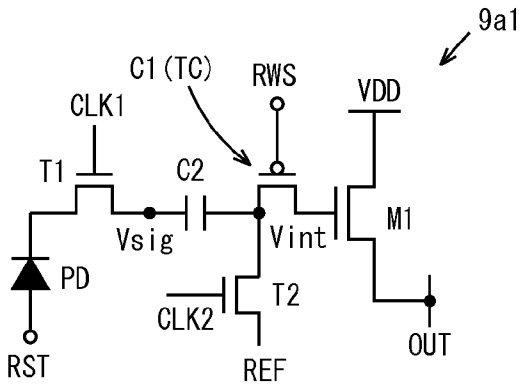 9a1
C1(TC)
RWS
VDD
CLK1
T1
C2
M1
Vsig
Vint
PD
T2
CLK2
OUT
RST
REF